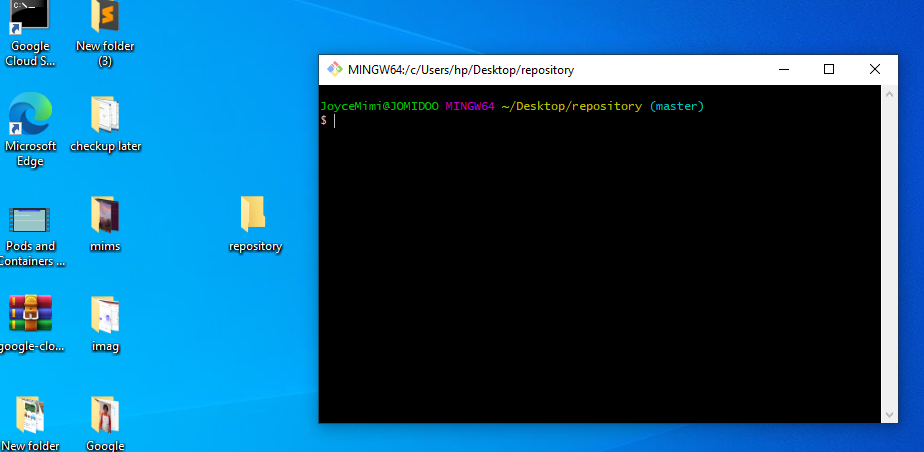 C:\>_
Google
Cloud S...
New folder
(3)
Microsoft
Edge
checkup later
Pods and
Containers ...
mims
repository
google-clo...
imag
New folder
Google
MINGW64:/c/Users/hp/Desktop/repository
JoyceMimi@JOMIDOO MINGW64 ~/Desktop/repository (master)
$